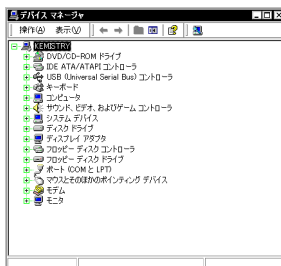 デバイス マネージャ
操作(A) 表示(V)
KEMISTRY
DVD/CD-ROM ドライブ
IDE ATA/ATAPI コントローラ
USB (Universal Serial Bus) コントローラ
キーボード
コンピュータ
サウンド、ビデオ、およびゲーム コントローラ
システム デバイス
ディスク ドライブ
ディスプレイ アダプタ
フロッピー ディスク コントローラ
フロッピー ディスク ドライブ
ポート (COM と LPT)
マウスとそのほかのポインティング デバイス
モデム
モニタ